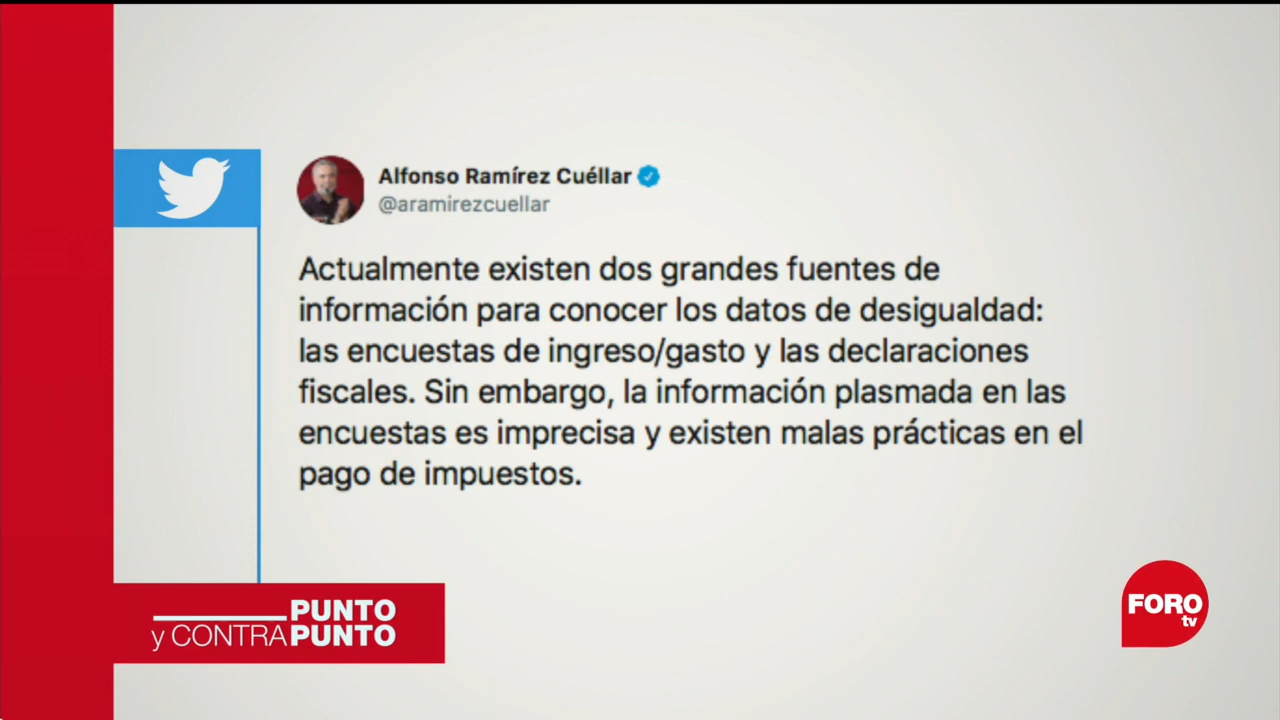 Alfonso Ramírez Cuéllar
@aramirezcuellar
Actualmente existen dos grandes fuentes de
información para conocer los datos de desigualdad:
las encuestas de ingreso/gasto y las declaraciones
fiscales. Sin embargo, la información plasmada en las
encuestas es imprecisa y existen malas prácticas en el
pago de impuestos.
PUNTO
y CONTRAPUNTO
FORO
tv